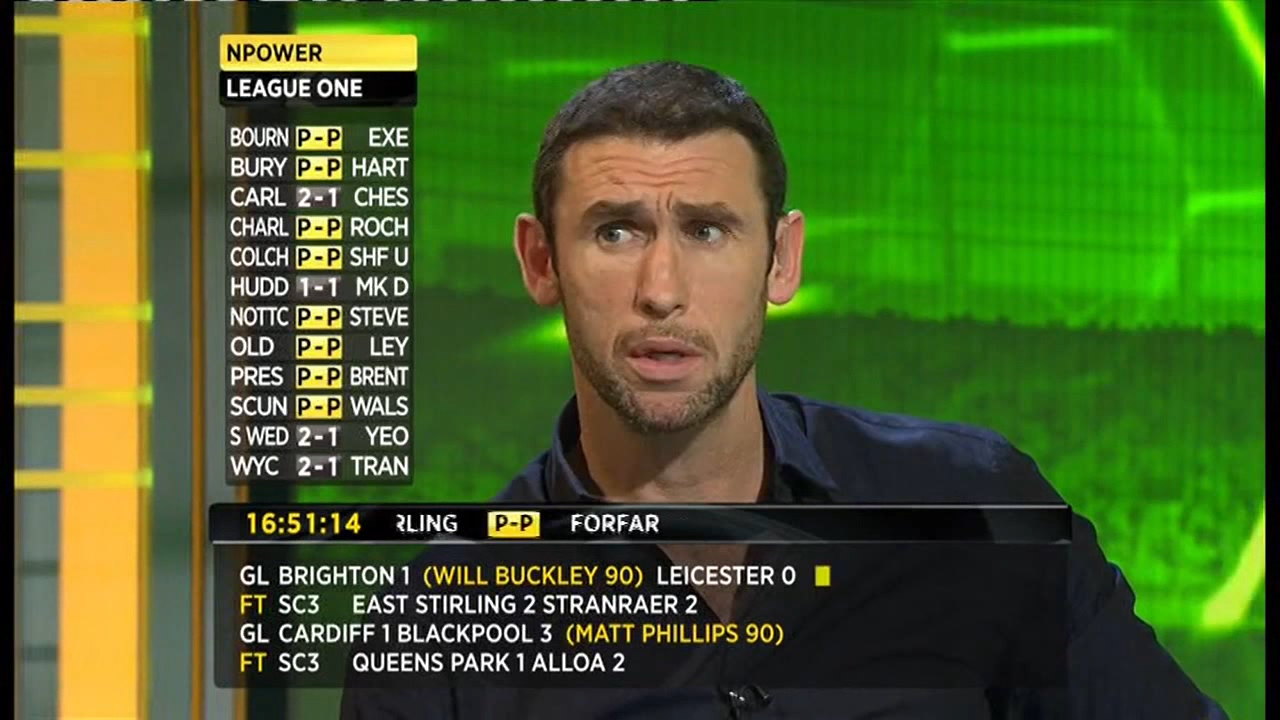 NPOWER
LEAGUE ONE
BOURN P-P EXE
BURY P-P HART
CARL 2-1 CHES
CHARL P-P ROCH
COLCH P-P SHF U
HUDD 1-1 MK D
NOTTC P-P STEVE
OLD P-P LEY
PRES P-P BRENT
SCUN P-P WALS
S WED 2-1 YEO
WYC 2-1 TRAN
16:51:14 RLING P-P FORFAR
GL BRIGHTON 1 (WILL BUCKLEY 90) LEICESTER 0
FT SC3 EAST STIRLING 2 STRANRAER 2
GL CARDIFF 1 BLACKPOOL 3 (MATT PHILLIPS 90)
FT SC3 QUEENS PARK 1 ALLOA 2